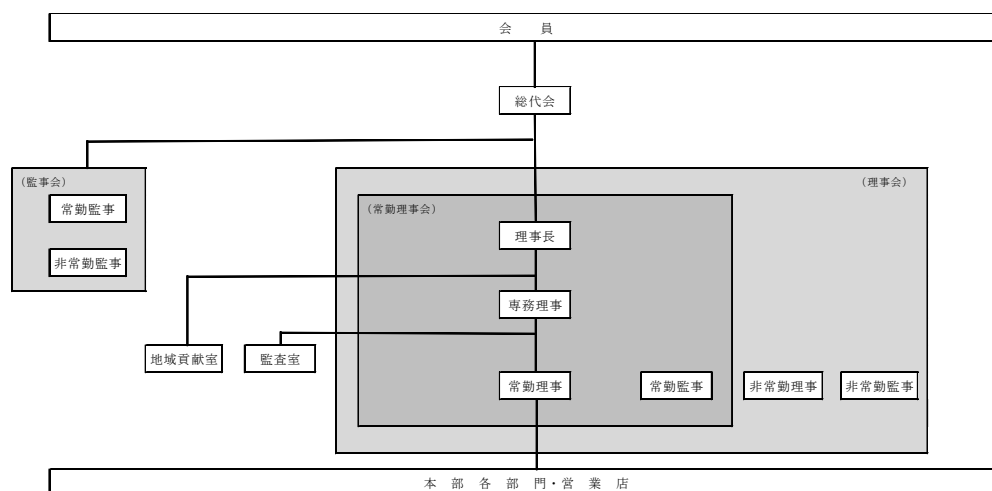 会 員
総代会
(監事会)
常勤監事
非常勤監事
(理事会)
(常勤理事会)
理事長
専務理事
地域貢献室
監査室
常勤理事
常勤監事
非常勤理事
非常勤監事
本 部 各 部 門・営 業 店